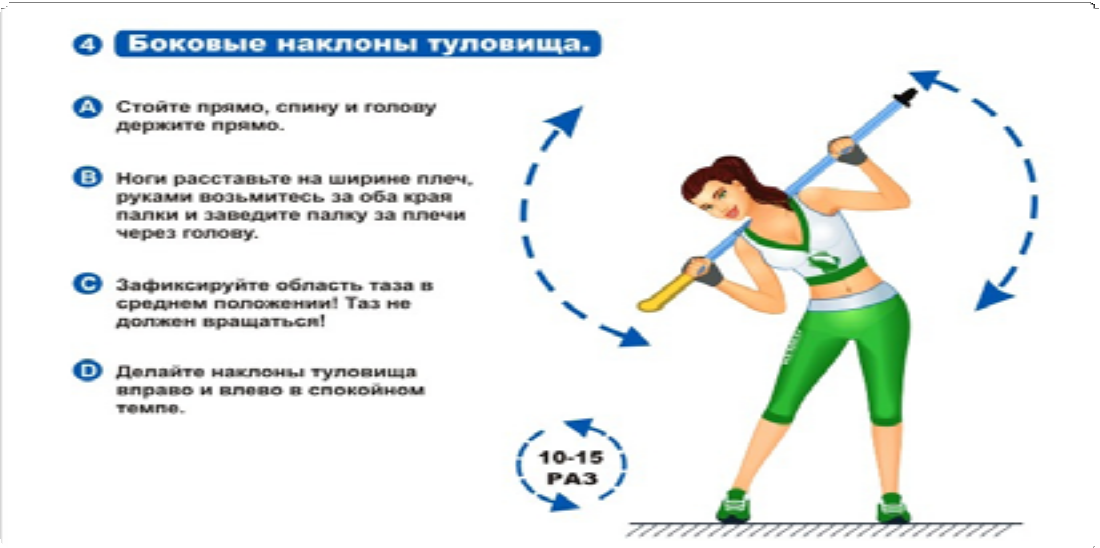 4 Боковые наклоны туловища.
A Стойте прямо, спину и голову
держите прямо.
B Ноги расставьте на ширине плеч,
руками возьмитесь за оба края
палки и заведите палку за плечи
через голову.
C Зафиксируйте область таза в
среднем положении! Таз не
должен вращаться!
D Делайте наклоны туловища
вправо и влево в спокойном
темпе.
10-15
РАЗ